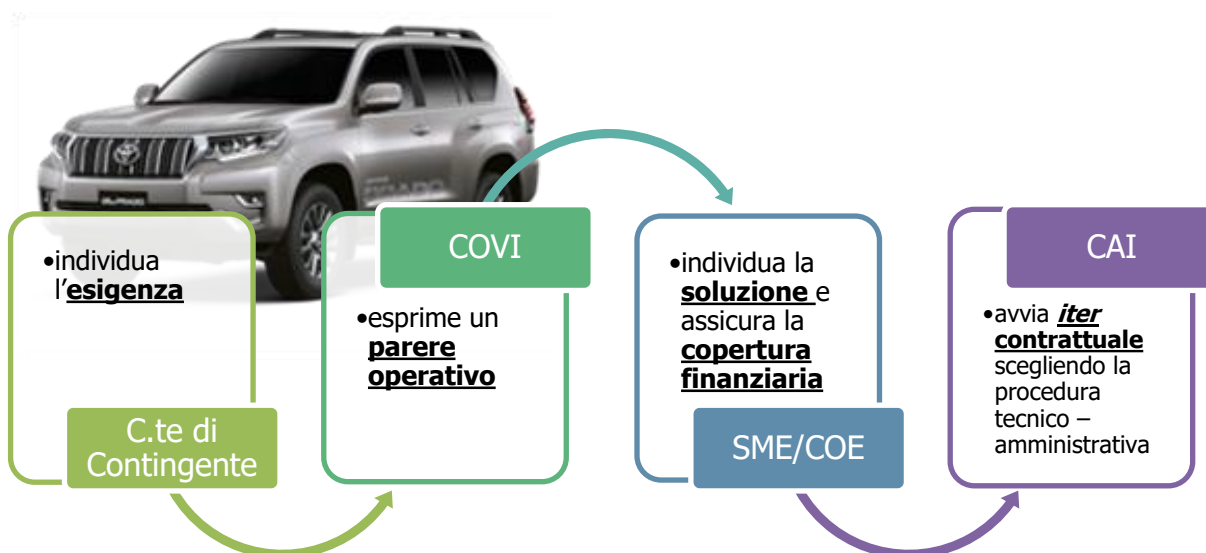 •individua
l'esigenza
C.te di
Contingente
COVI
•esprime un
parere
operativo
•individua la
soluzione e
assicura la
copertura
finanziaria
SME/COE
CAI
•avvia iter
contrattuale
scegliendo la
procedura
tecnico –
amministrativa